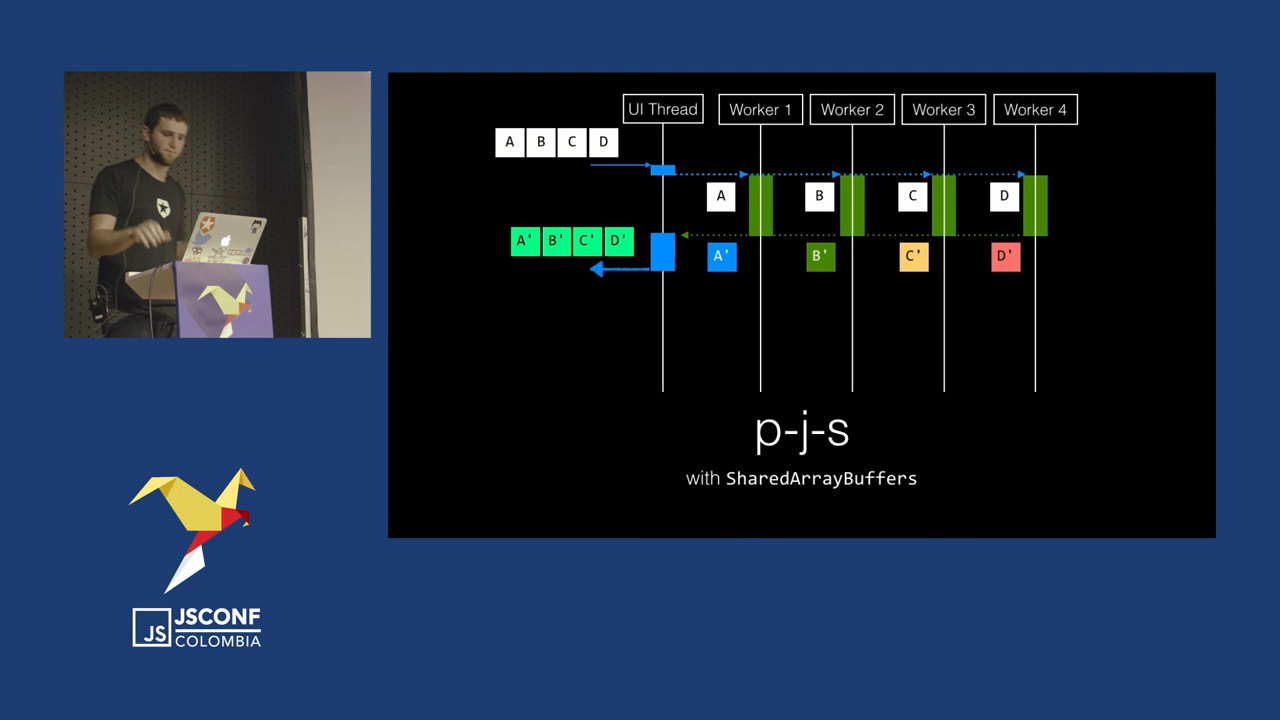 UI Thread Worker 1 Worker 2 Worker 3 Worker 4
A B C D
A B C D
A' B' C' D'
A' B' C' D'
p-j-s
with SharedArrayBuffers
JS JSCONF
COLOMBIA